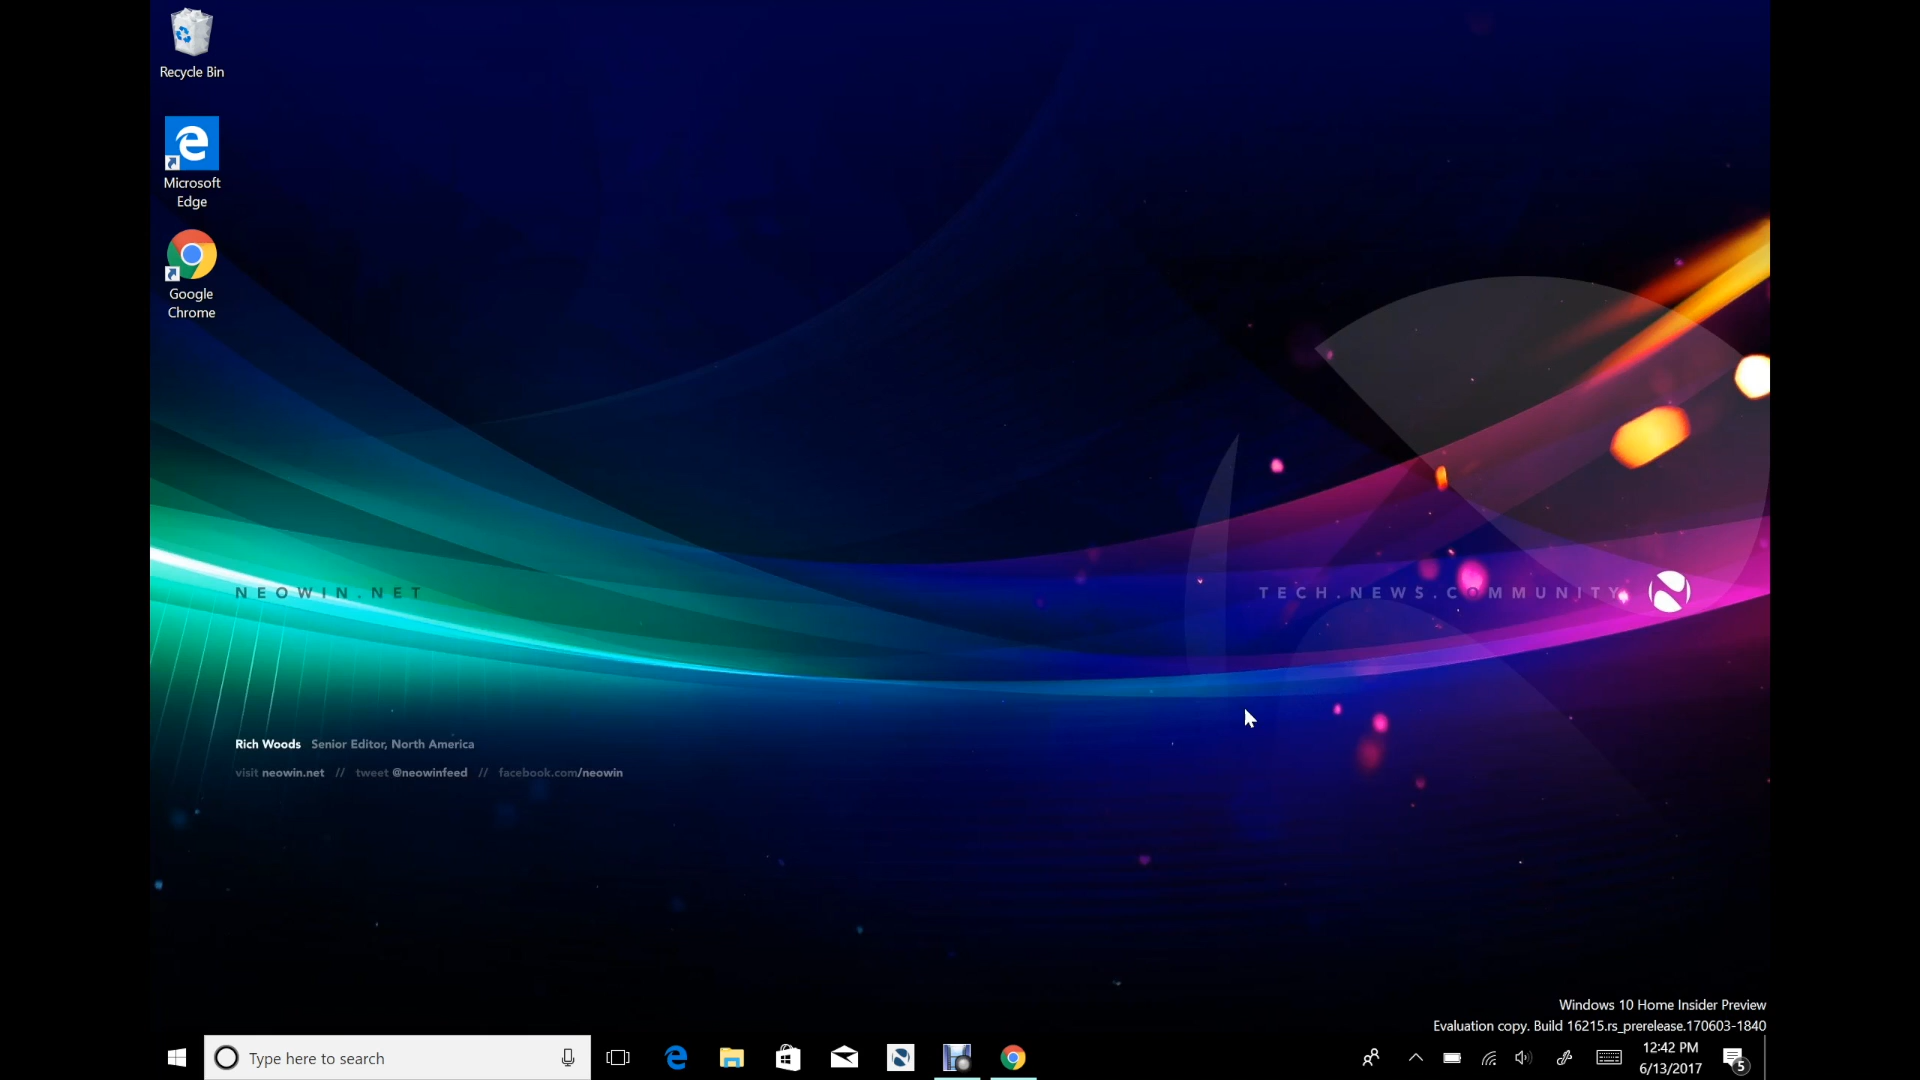 Recycle Bin
Microsoft
Edge
Google
Chrome
NEOWIN.NET
TECH.NEWS.COMMUNITY
Rich Woods Senior Editor, North America
visit neowin.net // tweet @neowinfeed // facebook.com/neowin
Windows 10 Home Insider Preview
Evaluation copy. Build 16215.rs_prerelease.170603-1840
Type here to search
12:42 PM
6/13/2017
5